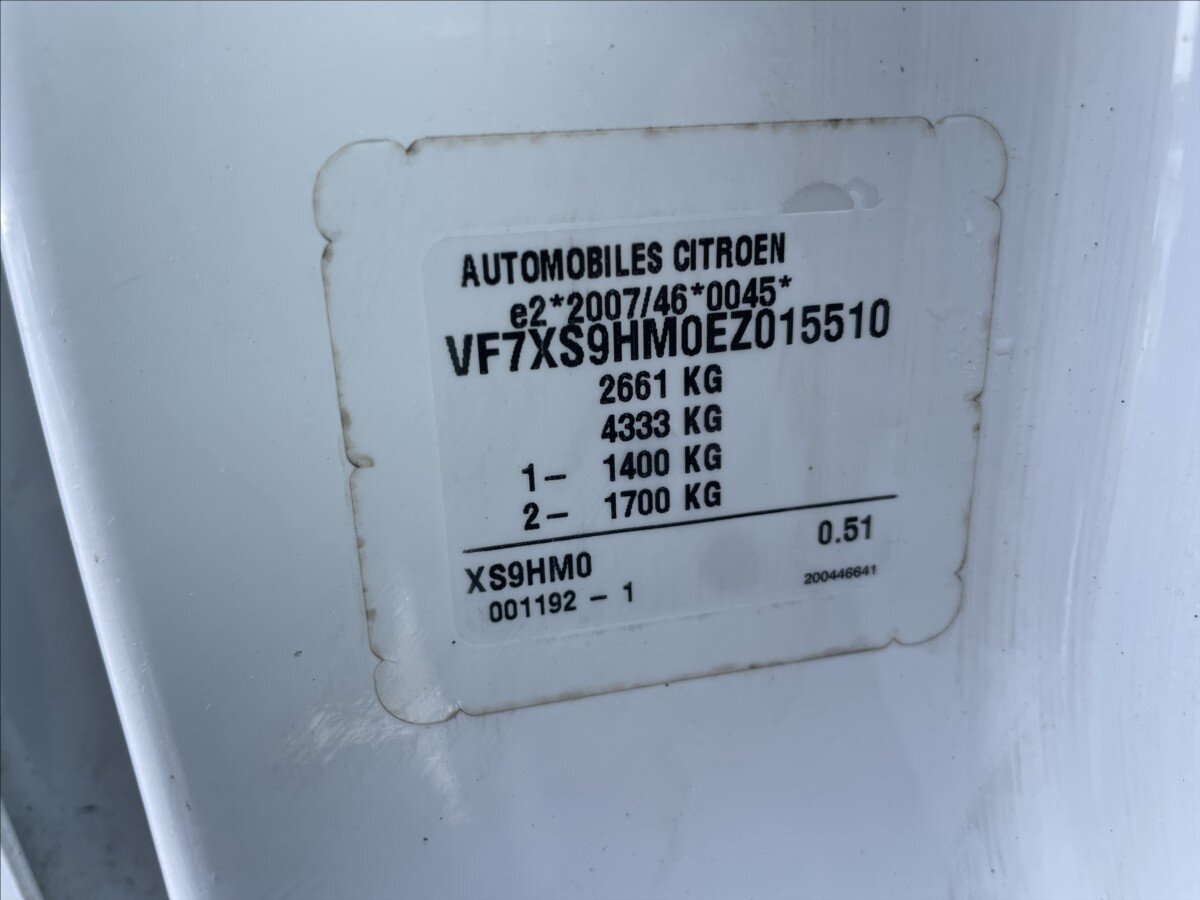 AUTOMOBILES CITROEN
e2*2007/46*0045*
VF7XS9HM0EZ015510
2661 KG
4333 KG
1- 1400 KG
2- 1700 KG
XS9HM0 0.51
001192 - 1 200446641